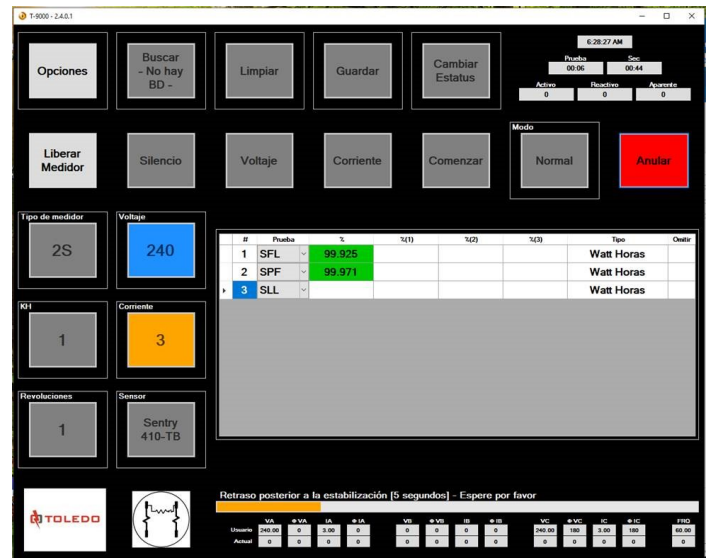 T-9000 - 2.4.0.1
Opciones
Buscar
- No hay
BD -
Limpiar
Guardar
Cambiar
Estatus
6:28:27 AM
Prueba Sec
00:06 00:44
Activo Reactivo Aparente
0 0 0
Liberar
Medidor
Silencio
Voltaje
Corriente
Comenzar
Modo
Normal
Anular
Tipo de medidor
2S
Voltaje
240
KH
1
Corriente
3
Revoluciones
1
Sensor
Sentry
410-TB
# Prueba % %(1) %(2) %(3) Tipo Omitir
1 SFL 99.925 Watt Horas
2 SPF 99.971 Watt Horas
3 SLL Watt Horas
Retraso posterior a la estabilización [5 segundos] - Espere por favor
TOLEDO
VA Φ VA IA Φ IA VB Φ VB IB Φ IB VC Φ VC IC Φ IC FRQ
Usuario 240.00 0 3.00 0 0 0 0 0 240.00 180 3.00 180 60.00
Actual 0 0 0 0 0 0 0 0 0 0 0 0 0